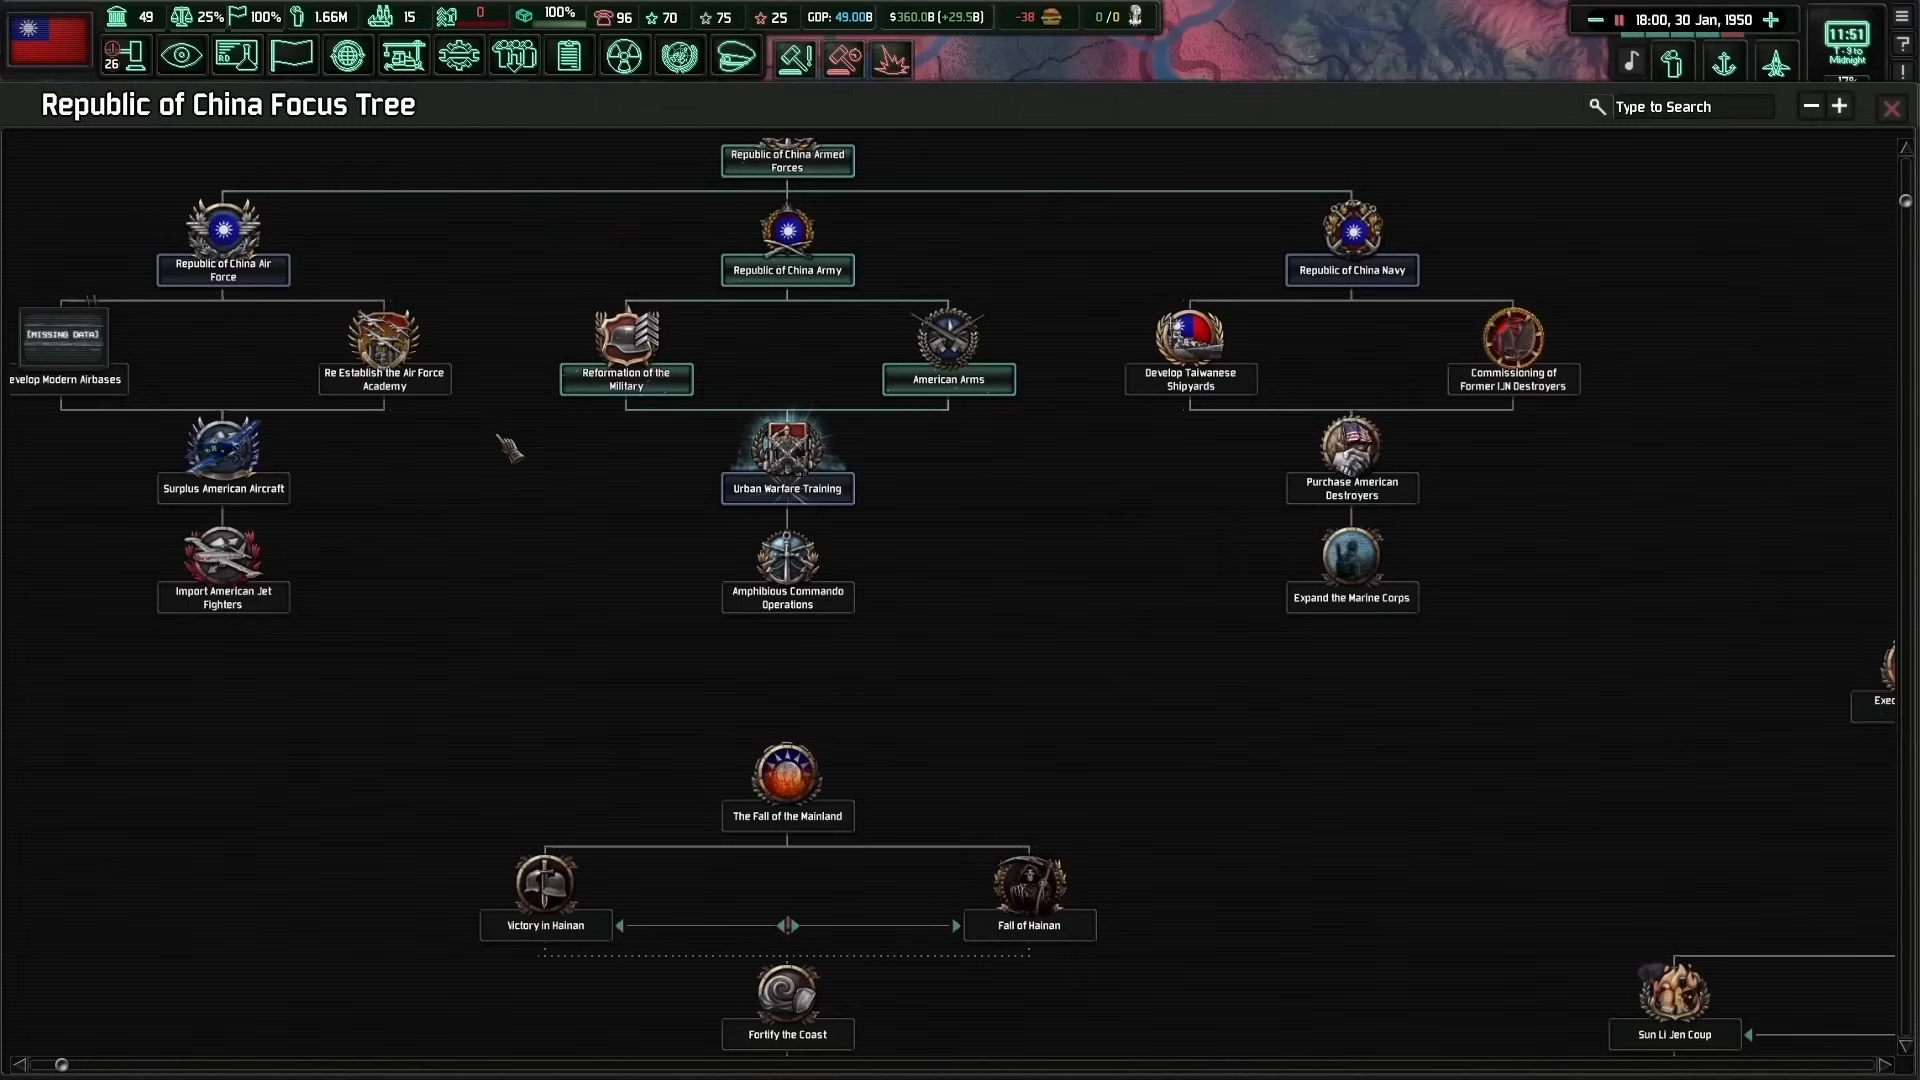 49
25%
100%
1.66M
15
0
100%
96
70
75
25
GDP: 49.00B
$360.0B (+29.5B)
-38
0 / 0
18:00, 30 Jan, 1950
11:51
T -9 to
Midnight
17%
26
RD
Republic of China Focus Tree
Type to Search
Republic of China Armed
Forces
Republic of China Air
Force
Republic of China Army
Republic of China Navy
[MISSING DATA]
evelop Modern Airbases
Re Establish the Air Force
Academy
Reformation of the
Military
American Arms
Develop Taiwanese
Shipyards
Commissioning of
Former IJN Destroyers
Surplus American Aircraft
Urban Warfare Training
Purchase American
Destroyers
Import American Jet
Fighters
Amphibious Commando
Operations
Expand the Marine Corps
Exec
The Fall of the Mainland
Victory in Hainan
Fall of Hainan
Fortify the Coast
Sun Li Jen Coup